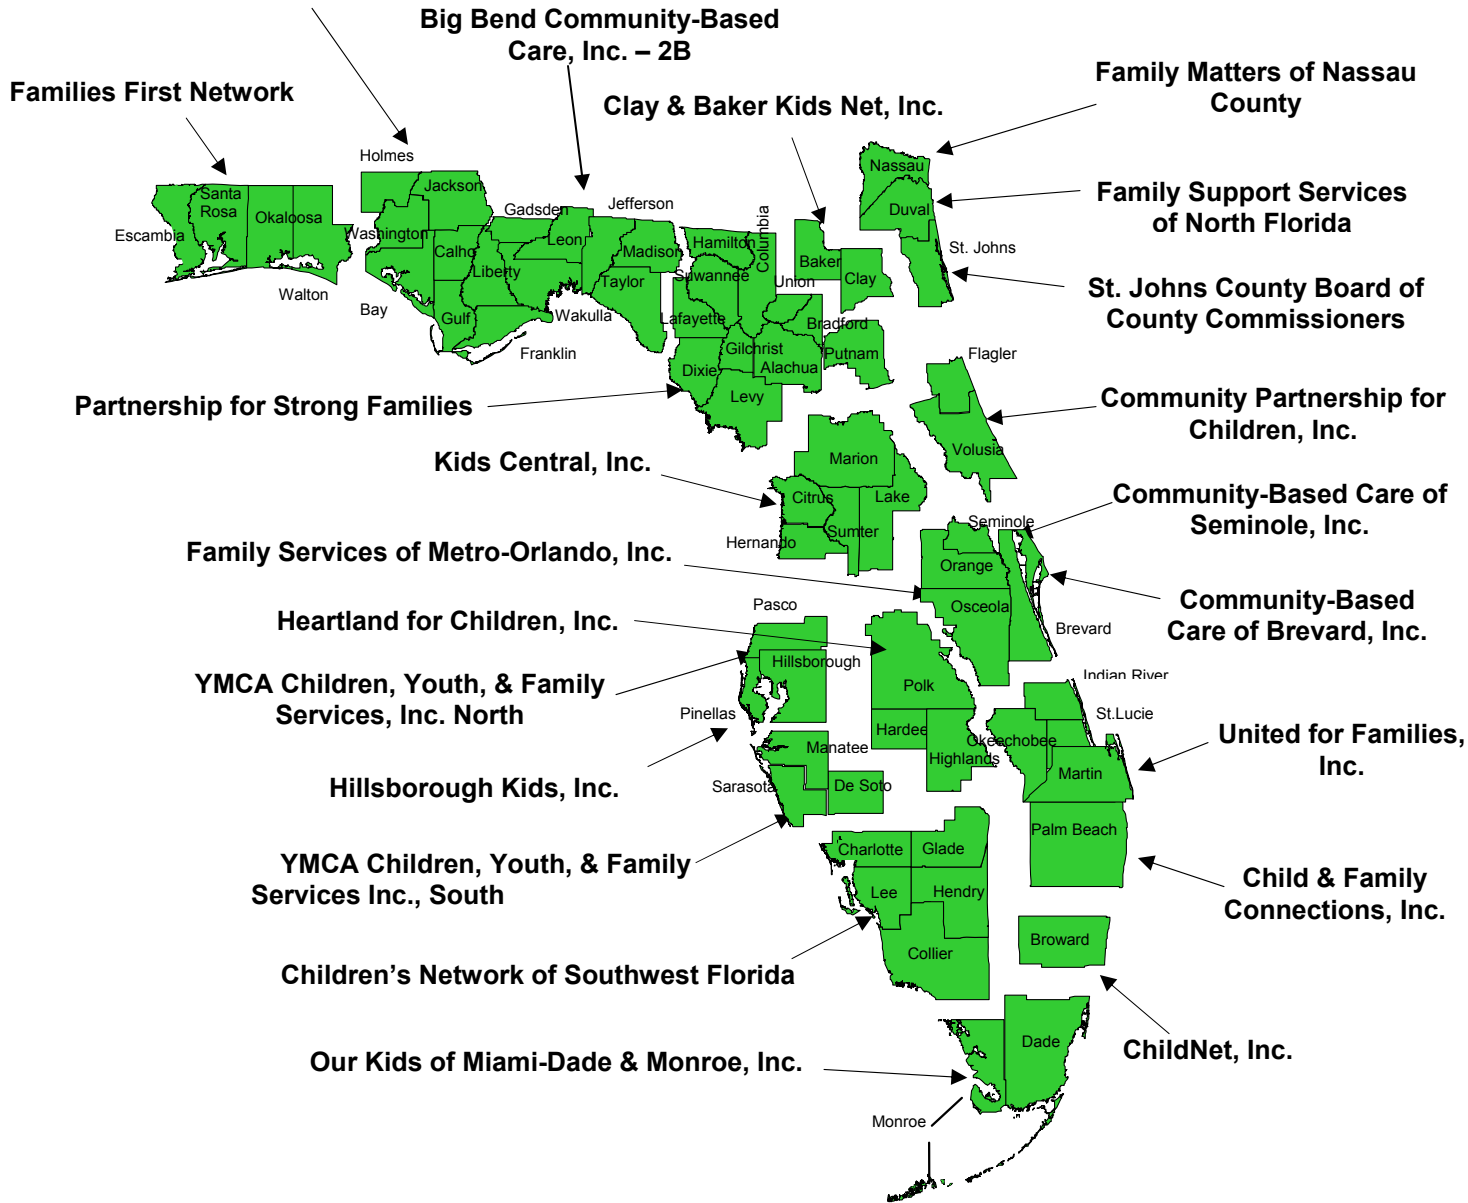 Big Bend Community-Based
Care, Inc. – 2B
Families First Network
Clay & Baker Kids Net, Inc.
Family Matters of Nassau
County
Holmes
Jackson
Nassau
Santa
Rosa
Okaloosa
Escambia
Walton
Washington
Gadsden
Jefferson
Leon
Madison
Calho
Liberty
Taylor
Bay
Gulf
Wakulla
Franklin
Hamilton
Columbia
Suwannee
Union
Lafayette
Bradford
Gilchrist
Dixie
Alachua
Levy
Putnam
Baker
Clay
Duval
St. Johns
Family Support Services
of North Florida
St. Johns County Board of
County Commissioners
Flagler
Volusia
Community Partnership for
Children, Inc.
Partnership for Strong Families
Kids Central, Inc.
Marion
Citrus
Lake
Sumter
Hernando
Seminole
Community-Based Care of
Seminole, Inc.
Family Services of Metro-Orlando, Inc.
Orange
Osceola
Brevard
Community-Based
Care of Brevard, Inc.
Heartland for Children, Inc.
Pasco
Hillsborough
YMCA Children, Youth, & Family
Services, Inc. North
Pinellas
Polk
Hardee
Highlands
Indian River
St.Lucie
Okeechobee
Martin
United for Families,
Inc.
Hillsborough Kids, Inc.
Manatee
Sarasota
De Soto
YMCA Children, Youth, & Family
Services Inc., South
Charlotte
Glade
Lee
Hendry
Collier
Palm Beach
Child & Family
Connections, Inc.
Children’s Network of Southwest Florida
Broward
ChildNet, Inc.
Our Kids of Miami-Dade & Monroe, Inc.
Dade
Monroe